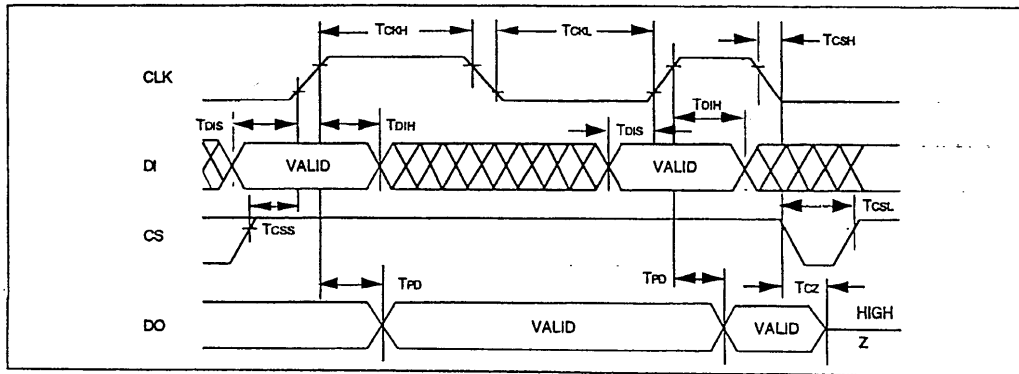 TCKH TCKL TCSH
CLK
TDIS TDIH TDIS TDIH
DI VALID VALID
TCSS TCSL
CS
TPD TPD TCZ
DO VALID VALID HIGH
Z